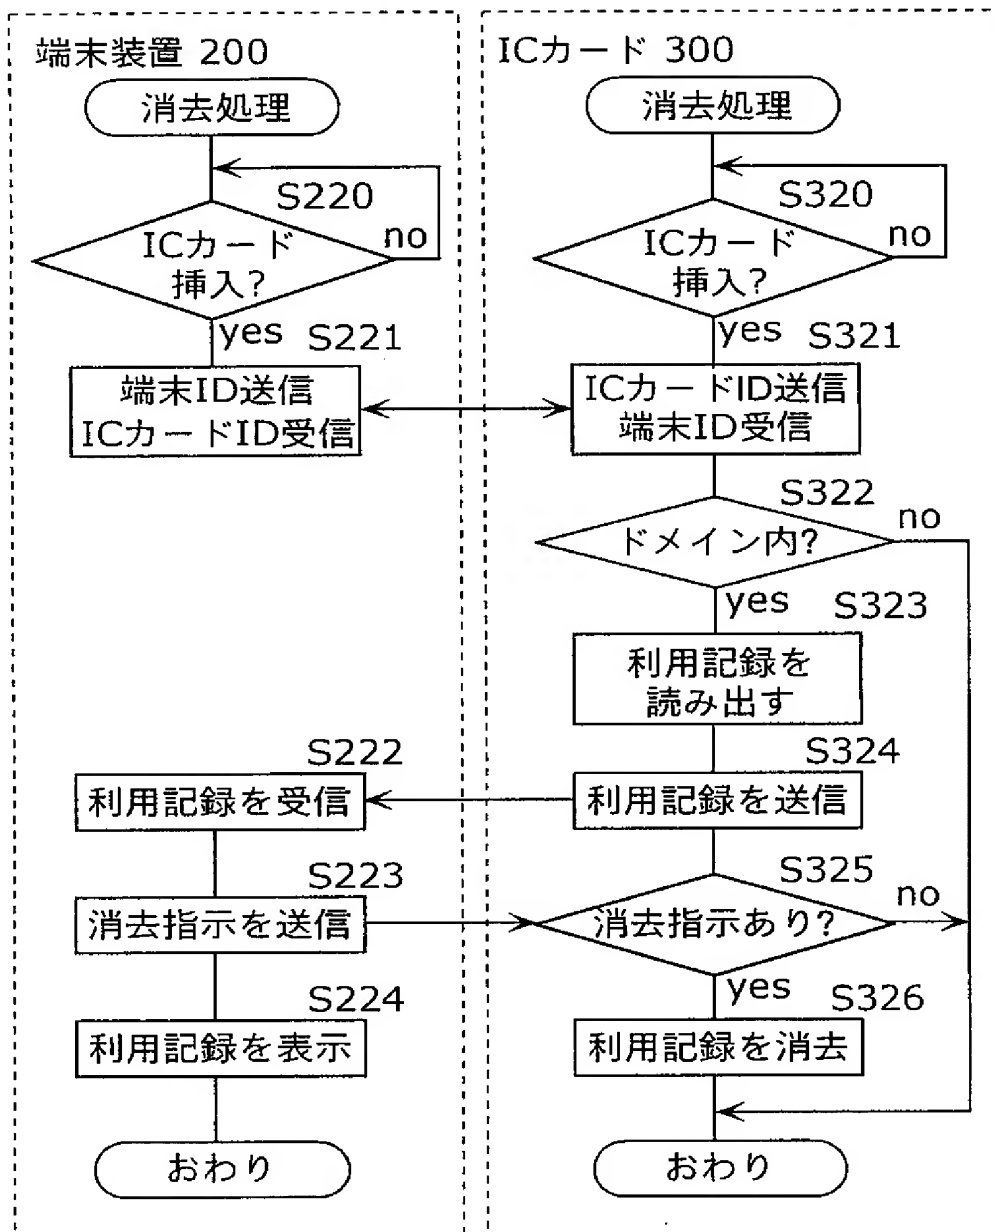 端末装置 200
消去処理
S220
ICカード
挿入?
no
yes
S221
端末ID送信
ICカードID受信
S222
利用記録を受信
S223
消去指示を送信
S224
利用記録を表示
おわり
ICカード 300
消去処理
S320
ICカード
挿入?
no
yes
S321
ICカードID送信
端末ID受信
S322
ドメイン内?
no
yes
S323
利用記録を
読み出す
S324
利用記録を送信
S325
消去指示あり?
no
yes
S326
利用記録を消去
おわり